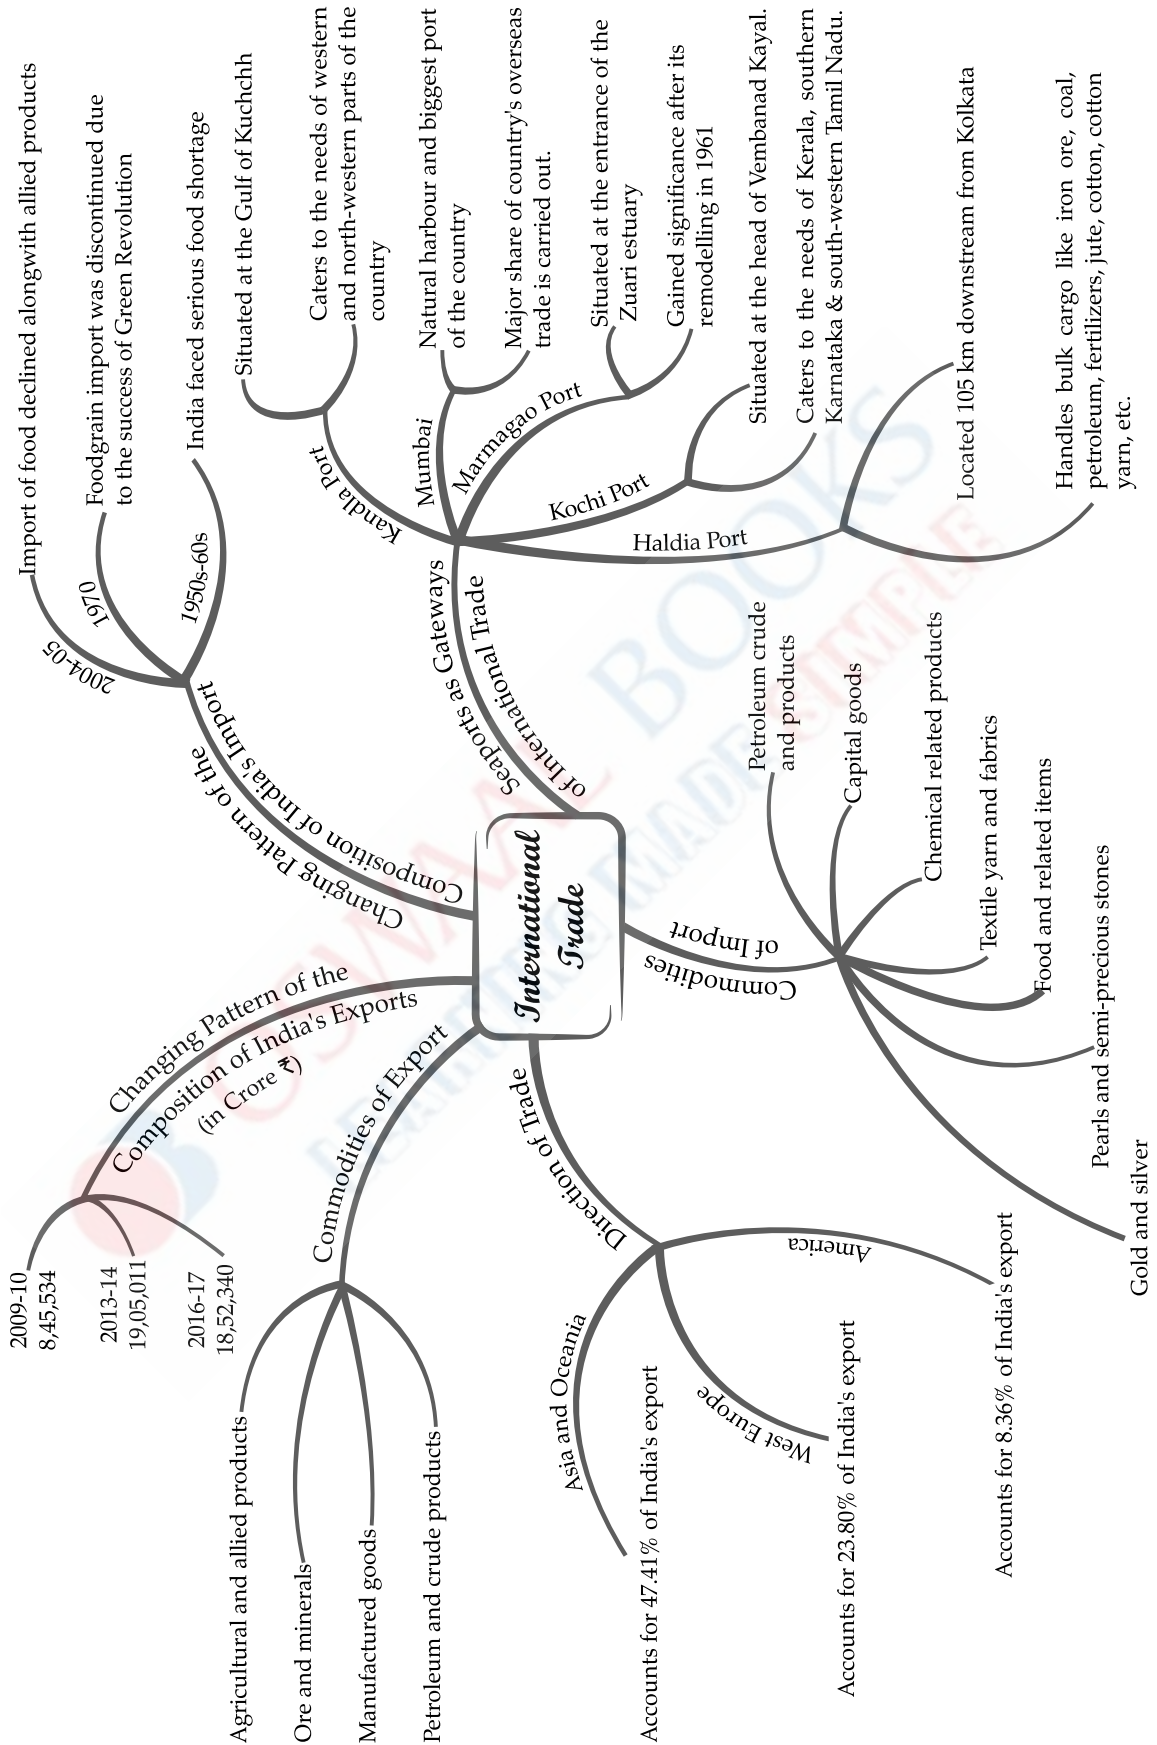 International
Trade
Changing Pattern of the
Composition of India's Import
2004-05
Import of food declined alongwith allied products
1970
Foodgrain import was discontinued due
to the success of Green Revolution
1950s-60s
India faced serious food shortage
Seaports as Gateways
of International Trade
Kandla Port
Situated at the Gulf of Kuchchh
Caters to the needs of western
and north-western parts of the
country
Mumbai
Natural harbour and biggest port
of the country
Major share of country's overseas
trade is carried out.
Marmagao Port
Situated at the entrance of the
Zuari estuary
Gained significance after its
remodelling in 1961
Kochi Port
Situated at the head of Vembanad Kayal.
Caters to the needs of Kerala, southern
Karnataka & south-western Tamil Nadu.
Haldia Port
Located 105 km downstream from Kolkata
Handles bulk cargo like iron ore, coal,
petroleum, fertilizers, jute, cotton, cotton
yarn, etc.
Commodities
of Import
Petroleum crude
and products
Capital goods
Chemical related products
Textile yarn and fabrics
Food and related items
Pearls and semi-precious stones
Gold and silver
Direction of Trade
Asia and Oceania
Accounts for 47.41% of India's export
West Europe
Accounts for 23.80% of India's export
America
Accounts for 8.36% of India's export
Commodities of Export
Agricultural and allied products
Ore and minerals
Manufactured goods
Petroleum and crude products
Changing Pattern of the
Composition of India's Exports
(in Crore ₹)
2009-10
8,45,534
2013-14
19,05,011
2016-17
18,52,340
OSWAAL BOOKS
LEARNING MADE SIMPLE